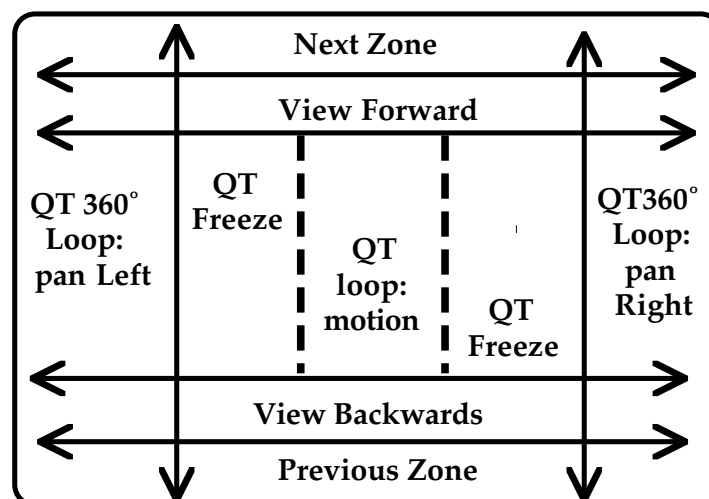 Next Zone
View Forward
QT 360°
Loop:
pan Left
QT
Freeze
QT
loop:
motion
QT
Freeze
QT360°
Loop:
pan
Right
View Backwards
Previous Zone